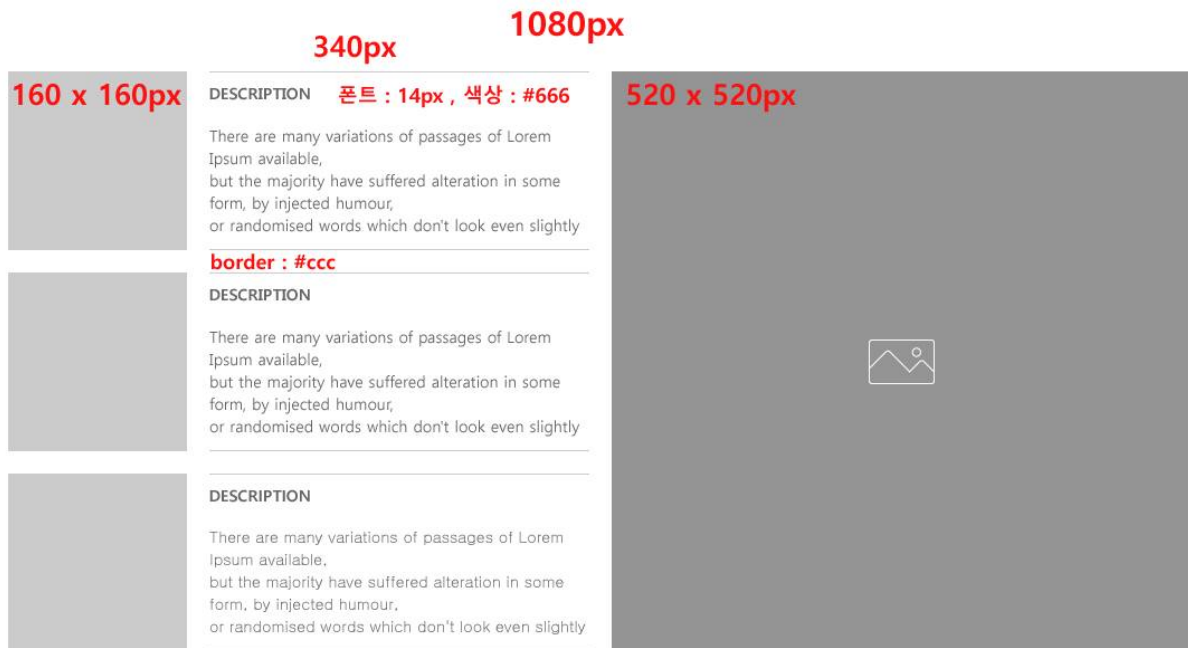 1080px
340px
160 x 160px
DESCRIPTION 폰트 : 14px , 색상 : #666
520 x 520px
There are many variations of passages of Lorem
Ipsum available,
but the majority have suffered alteration in some
form, by injected humour,
or randomised words which don't look even slightly
border : #ccc
DESCRIPTION
There are many variations of passages of Lorem
Ipsum available,
but the majority have suffered alteration in some
form, by injected humour,
or randomised words which don't look even slightly
DESCRIPTION
There are many variations of passages of Lorem
Ipsum available,
but the majority have suffered alteration in some
form, by injected humour,
or randomised words which don't look even slightly